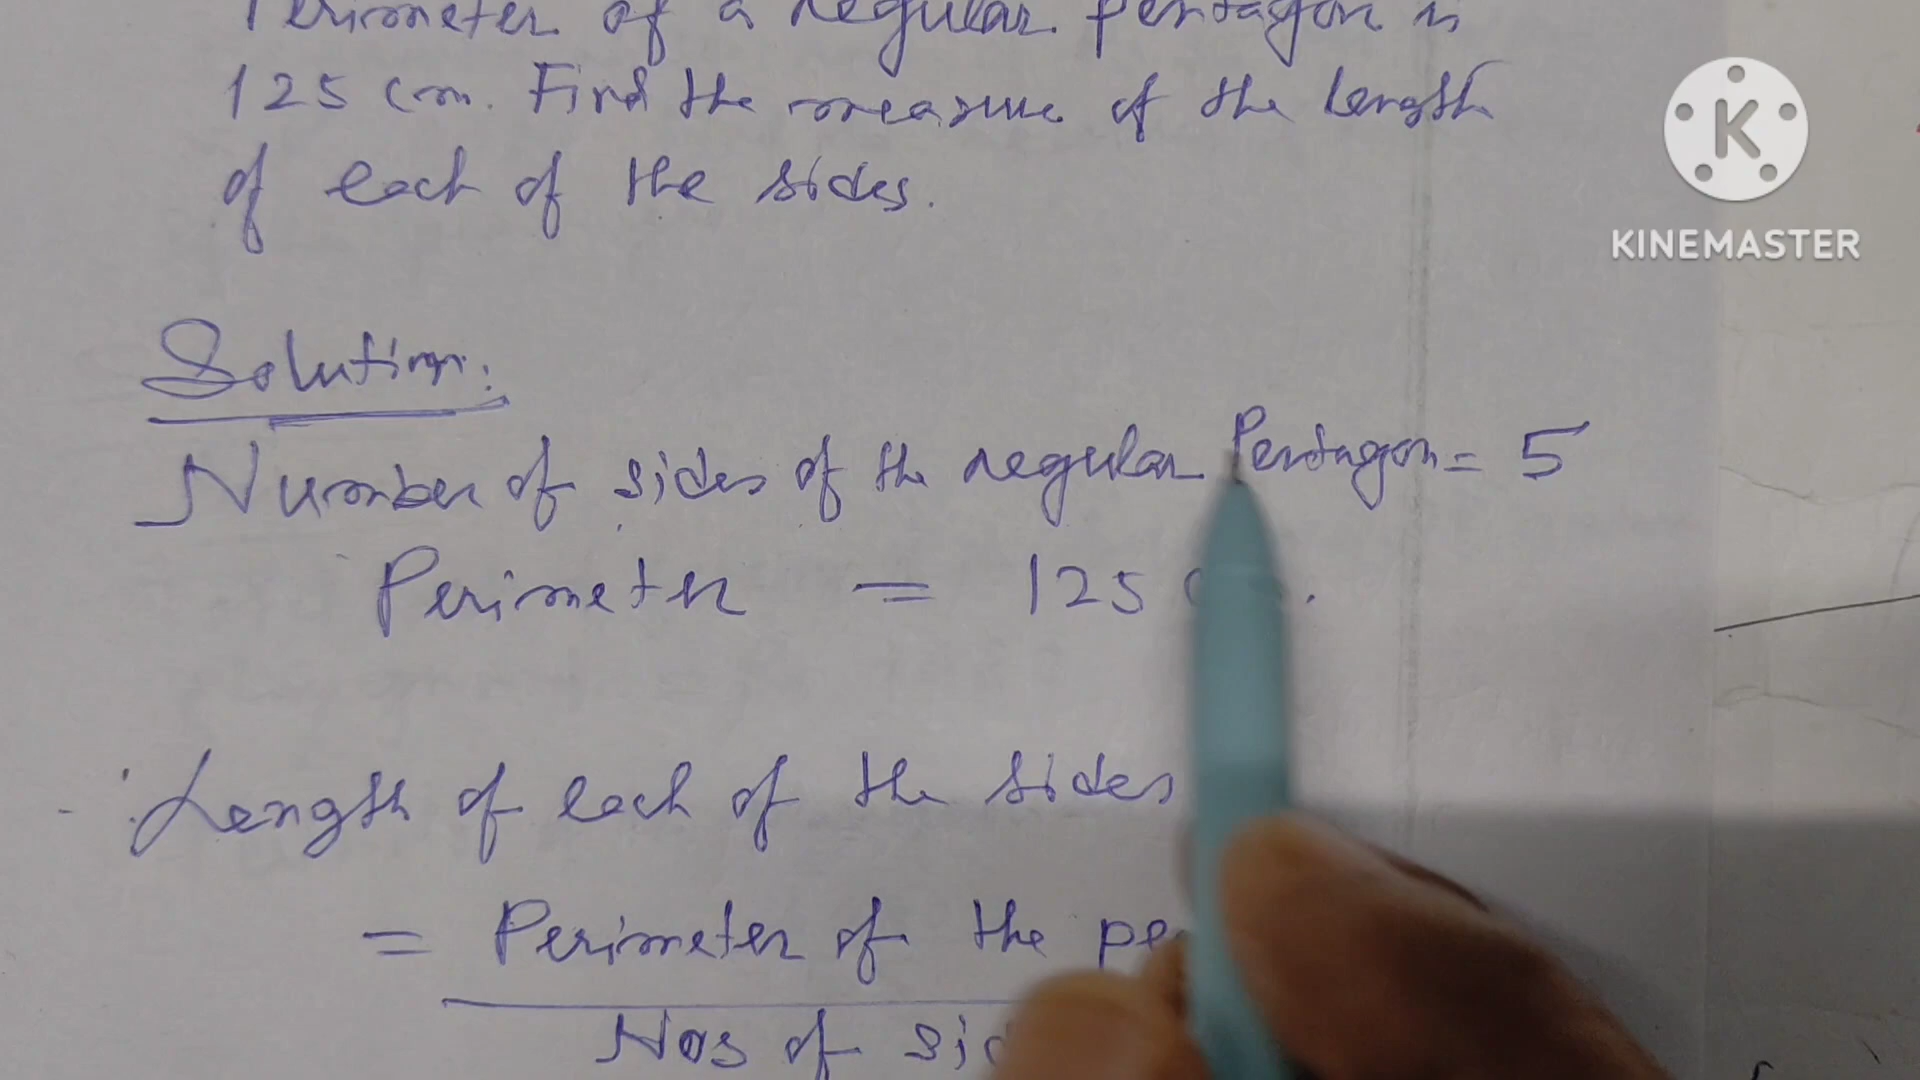 Perimeter of a regular pentagon is
125 cm. Find the measure of the length
of each of the sides.
K
KINEMASTER
Solution:
Number of sides of the regular Pentagon = 5
Perimeter = 125
Length of each of the sides
= Perimeter of the pe
Nos of sid